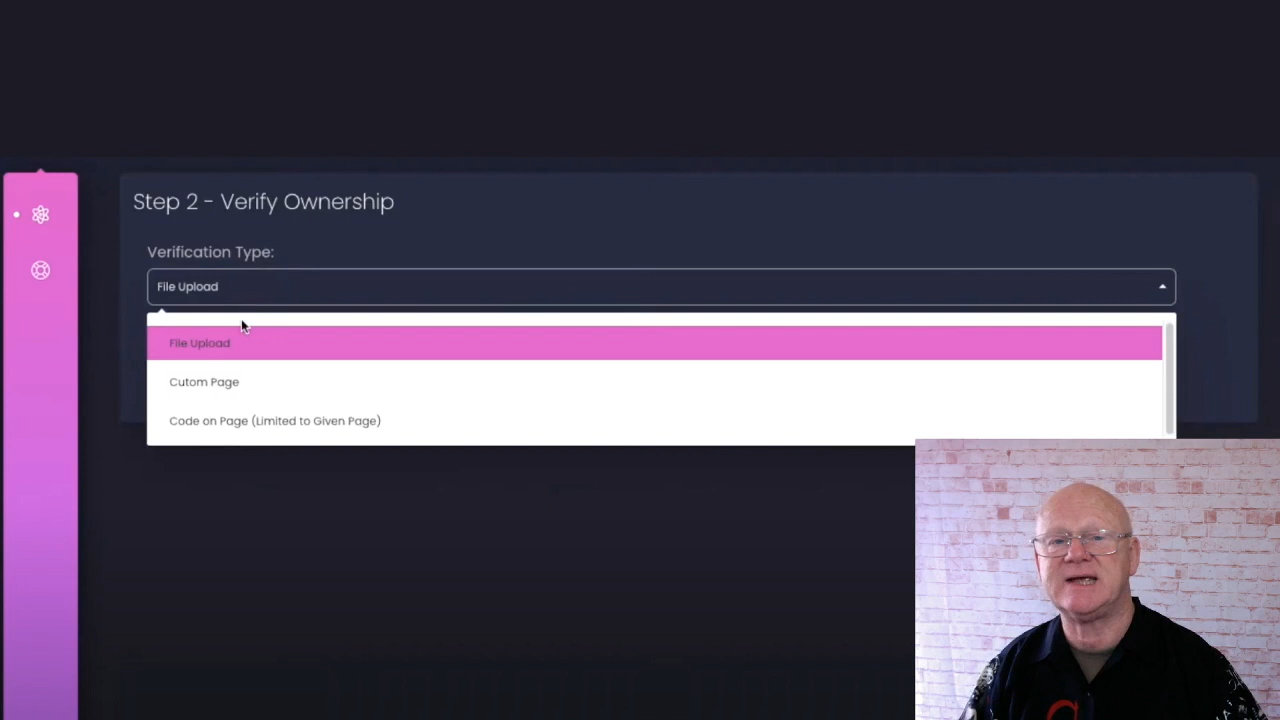 Step 2 - Verify Ownership
Verification Type:
File Upload
File Upload
Cutom Page
Code on Page (Limited to Given Page)